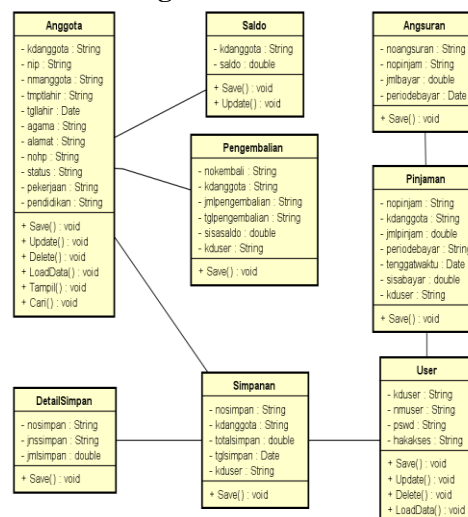 Anggota
- kdanggota : String
- nip : String
- nmanggota : String
- tmptlahir : String
- tgllahir : Date
- agama : String
- alamat : String
- nohp : String
- status : String
- pekerjaan : String
- pendidikan : String
+ Save() : void
+ Update() : void
+ Delete() : void
+ LoadData() : void
+ Tampil() : void
+ Cari() : void
Saldo
- kdanggota : String
- saldo : double
+ Save() : void
+ Update() : void
Pengembalian
- nokembali : String
- kdanggota : String
- jmlpengembalian : String
- tglpengembalian : String
- sisasaldo : double
- kduser : String
+ Save() : void
Angsuran
- noangsuran : String
- nopinjam : String
- jmlbayar : double
- periodebayar : Date
+ Save() : void
Pinjaman
- nopinjam : String
- kdanggota : String
- jmlpinjam : double
- periodebayar : String
- tenggatwaktu : Date
- sisabayar : double
- kduser : String
+ Save() : void
DetailSimpan
- nosimpan : String
- jnssimpan : String
- jmlsimpan : double
+ Save() : void
Simpanan
- nosimpan : String
- kdanggota : String
- totalsimpan : double
- tglsimpan : Date
- kduser : String
+ Save() : void
User
- kduser : String
- nmuser : String
- pswd : String
- hakakses : String
+ Save() : void
+ Update() : void
+ Delete() : void
+ LoadData() : void